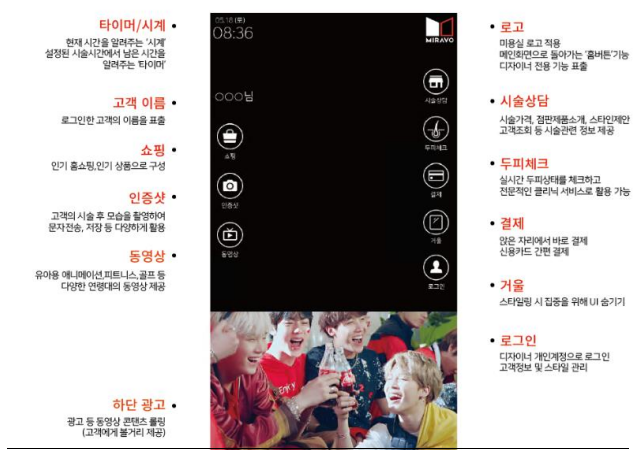 타이머/시계
현재 시간을 알려주는 '시계'
설정된 시술시간에서 남은 시간을
알려주는 '타이머'
고객 이름
로그인한 고객의 이름을 표출
쇼핑
인기 홈쇼핑,인기 상품으로 구성
인증샷
고객의 시술 후 모습을 촬영하여
문자전송, 저장 등 다양하게 활용
동영상
유아용 애니메이션,피트니스,골프 등
다양한 연령대의 동영상 제공
하단 광고
광고 등 동영상 콘텐츠 롤링
(고객에게 볼거리 제공)
05.18 (토)
08:36
MIRAVO
○○○님
시술상담
쇼핑
두피체크
인증샷
결제
동영상
거울
로그인
로고
미용실 로고 적용
메인화면으로 돌아가는 '홈버튼'기능
디자이너 전용 기능 표출
시술상담
시술가격, 점판제품소개, 스타인제안
고객조회 등 시술관련 정보 제공
두피체크
실시간 두피상태를 체크하고
전문적인 클리닉 서비스로 활용 가능
결제
앉은 자리에서 바로 결제
신용카드 간편 결제
거울
스타일링 시 집중을 위해 UI 숨기기
로그인
디자이너 개인계정으로 로그인
고객정보 및 스타일 관리